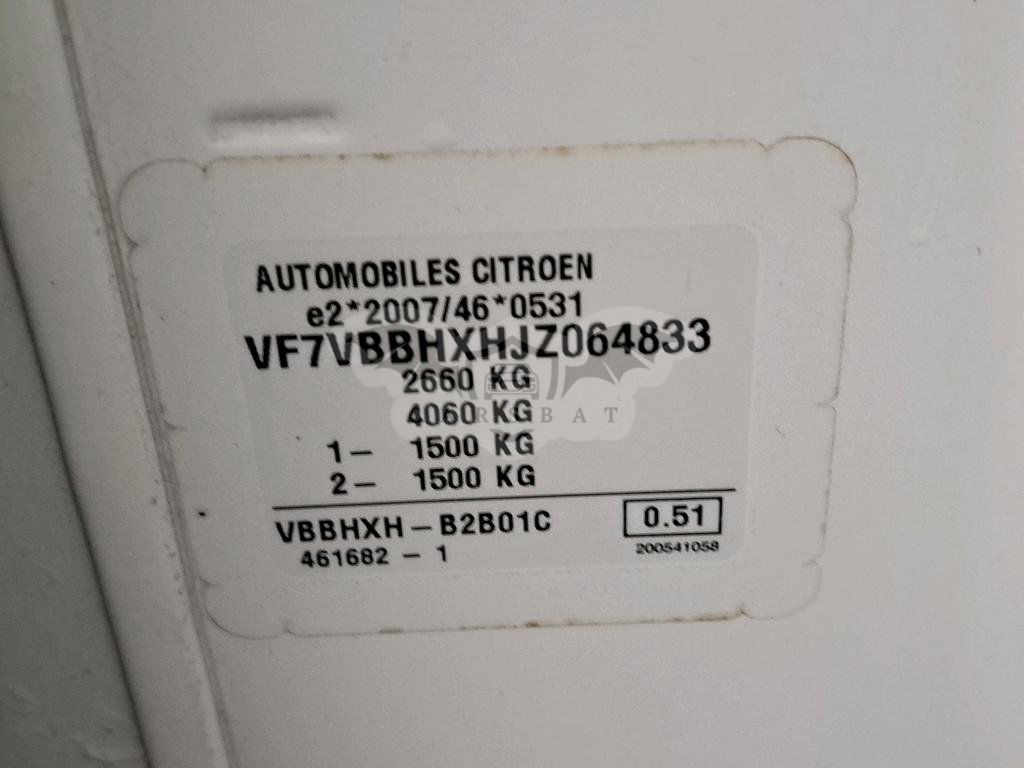 AUTOMOBILES CITROEN
e2*2007/46*0531
VF7VBBHXHJZ064833
2660 KG
4060 KG
1– 1500 KG
2– 1500 KG
VBBHXH – B2B01C
0.51
461682 – 1
200541058